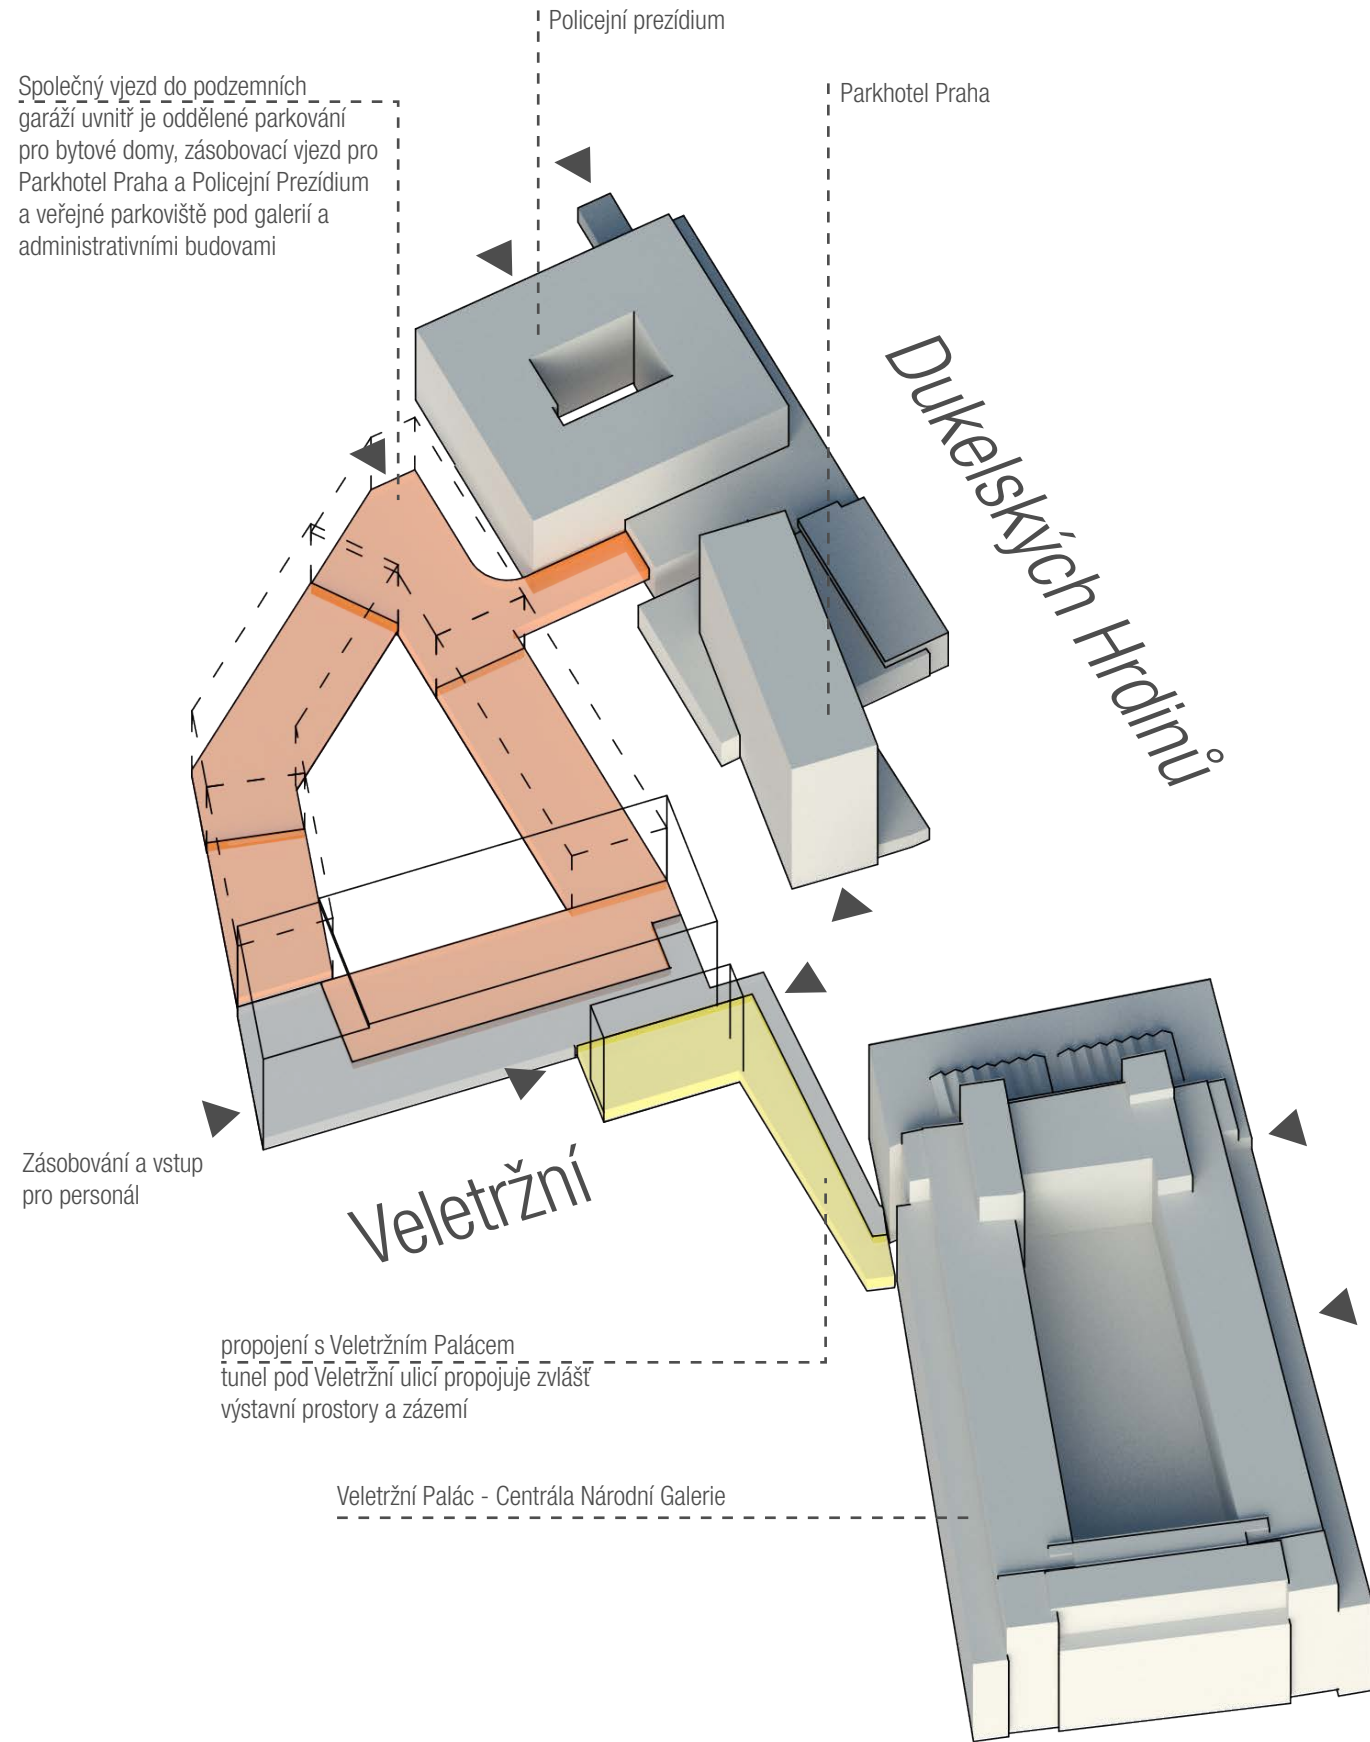 Policejní prezídium
Společný vjezd do podzemních
garáží uvnitř je oddělené parkování
pro bytové domy, zásobovací vjezd pro
Parkhotel Praha a Policejní Prezídium
a veřejné parkoviště pod galerií a
administrativními budovami
Parkhotel Praha
Dukelských Hrdinů
Zásobování a vstup
pro personál
Veletržní
propojení s Veletržním Palácem
tunel pod Veletržní ulicí propojuje zvlášť
výstavní prostory a zázemí
Veletržní Palác - Centrála Národní Galerie